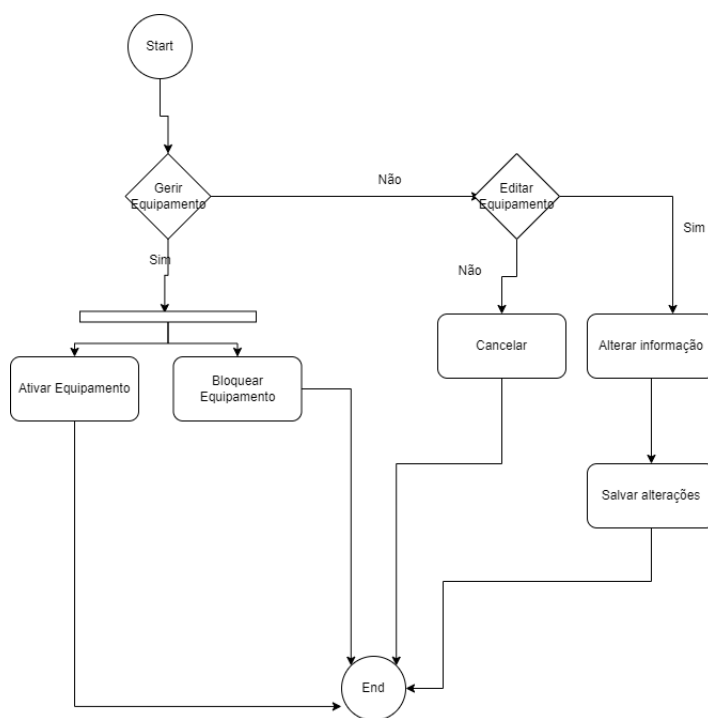 Start
Gerir
Equipamento
Não
Editar
Equipamento
Sim
Sim
Não
Cancelar
Alterar informação
Ativar Equipamento
Bloquear
Equipamento
Salvar alterações
End